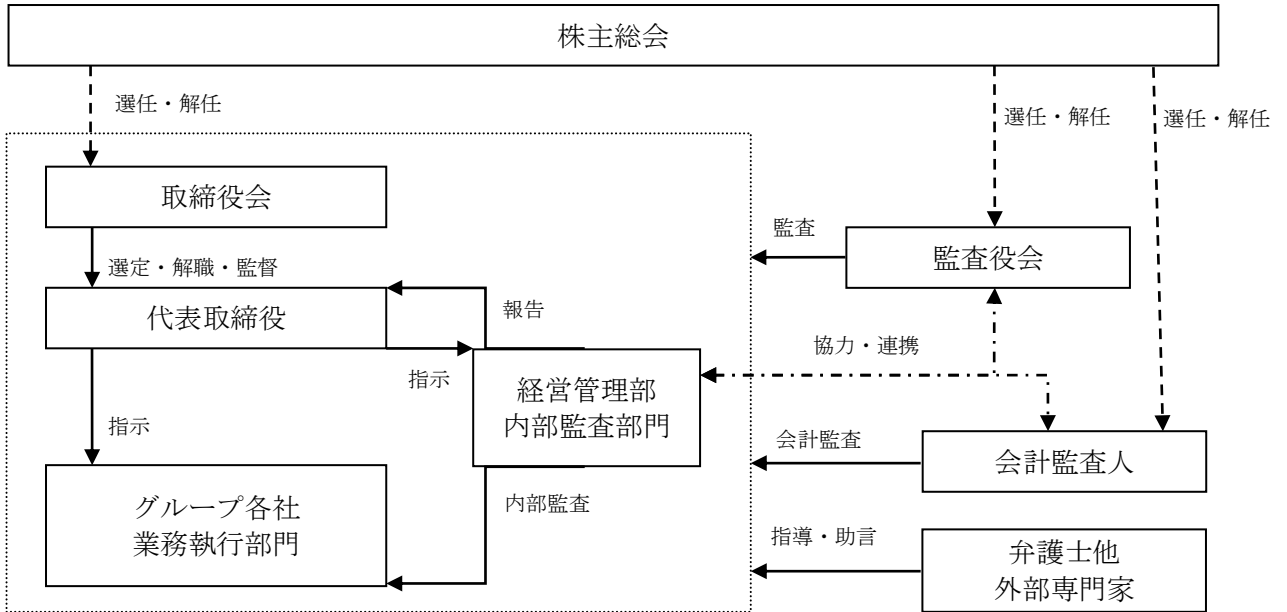 株主総会
選任・解任
選任・解任
選任・解任
取締役会
監査
監査役会
選定・解職・監督
代表取締役
報告
協力・連携
指示
経営管理部
内部監査部門
指示
会計監査
会計監査人
グループ各社
業務執行部門
内部監査
指導・助言
弁護士他
外部専門家